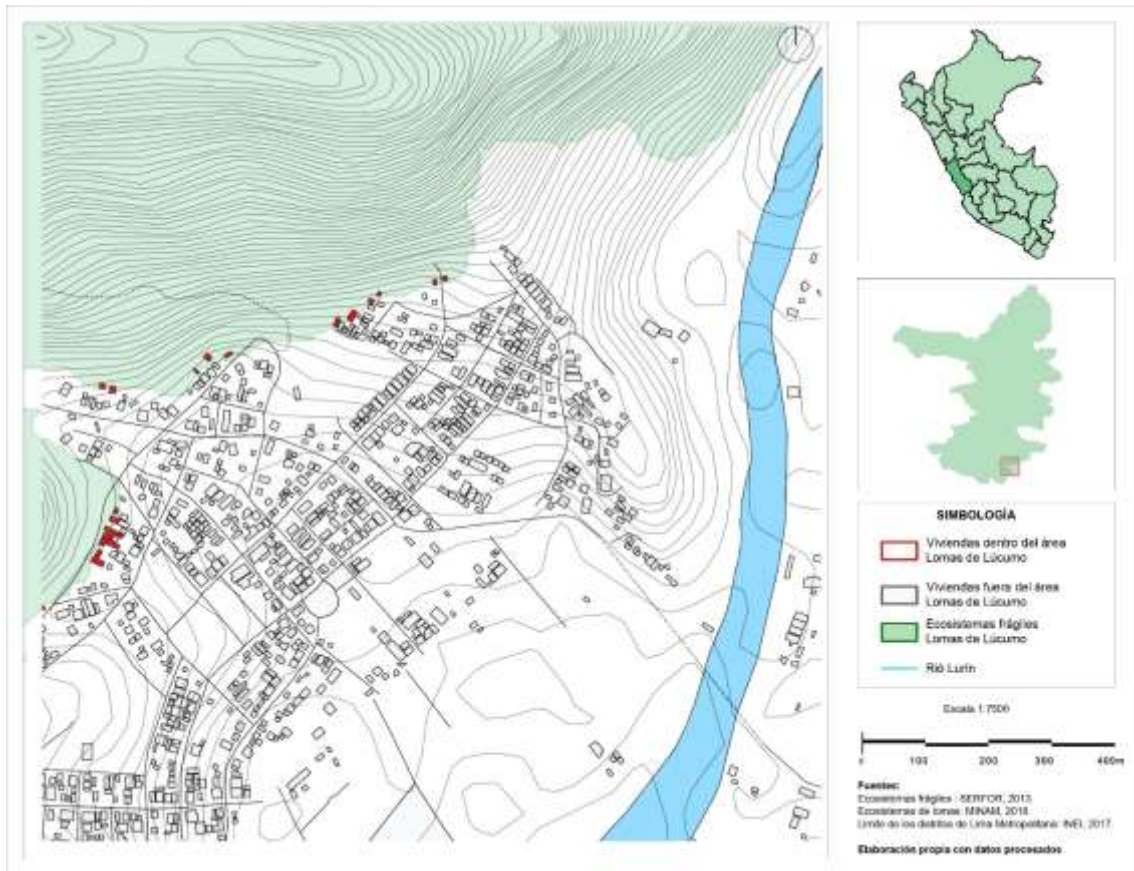 SIMBOLOGÍA
Viviendas dentro del área
Lomas de Lúcumo
Viviendas fuera del área
Lomas de Lúcumo
Ecosistemas frágiles
Lomas de Lúcumo
Rió Lurín
Escala 1:7500
0 100 200 300 400m
Fuentes:
Ecosistemas frágiles : SERFOR, 2013.
Ecosistemas de lomas: MINAM, 2018.
Limite de los distritos de Lima Metropolitana: INEI, 2017.
Elaboración propia con datos procesados